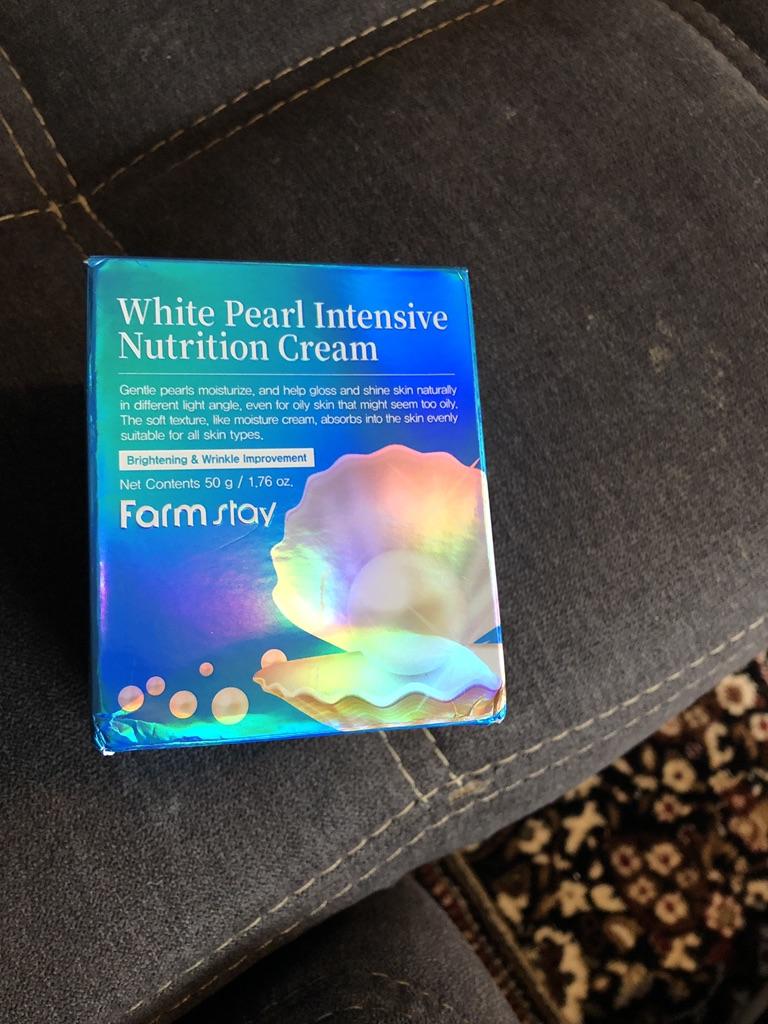 White Pearl Intensive
Nutrition Cream
Gentle pearls moisturize, and help gloss and shine skin naturally
in different light angle, even for oily skin that might seem too oily.
The soft texture, like moisture cream, absorbs into the skin evenly
suitable for all skin types.
Brightening & Wrinkle Improvement
Net Contents 50 g / 1.76 oz.
Farm stay